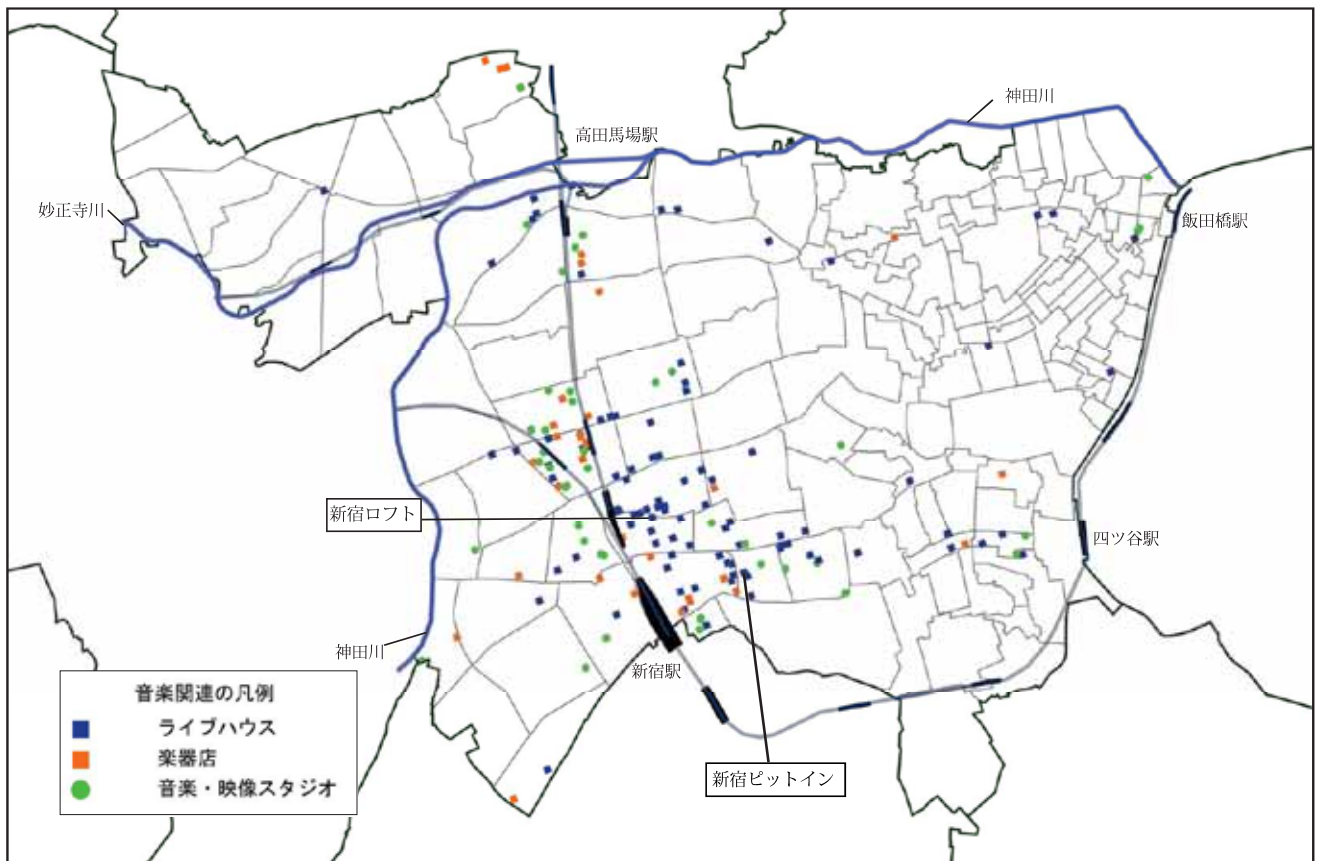 神田川
高田馬場駅
妙正寺川
飯田橋駅
新宿ロフト
四ツ谷駅
神田川
新宿駅
音楽関連の凡例
ライブハウス
楽器店
音楽・映像スタジオ
新宿ピットイン